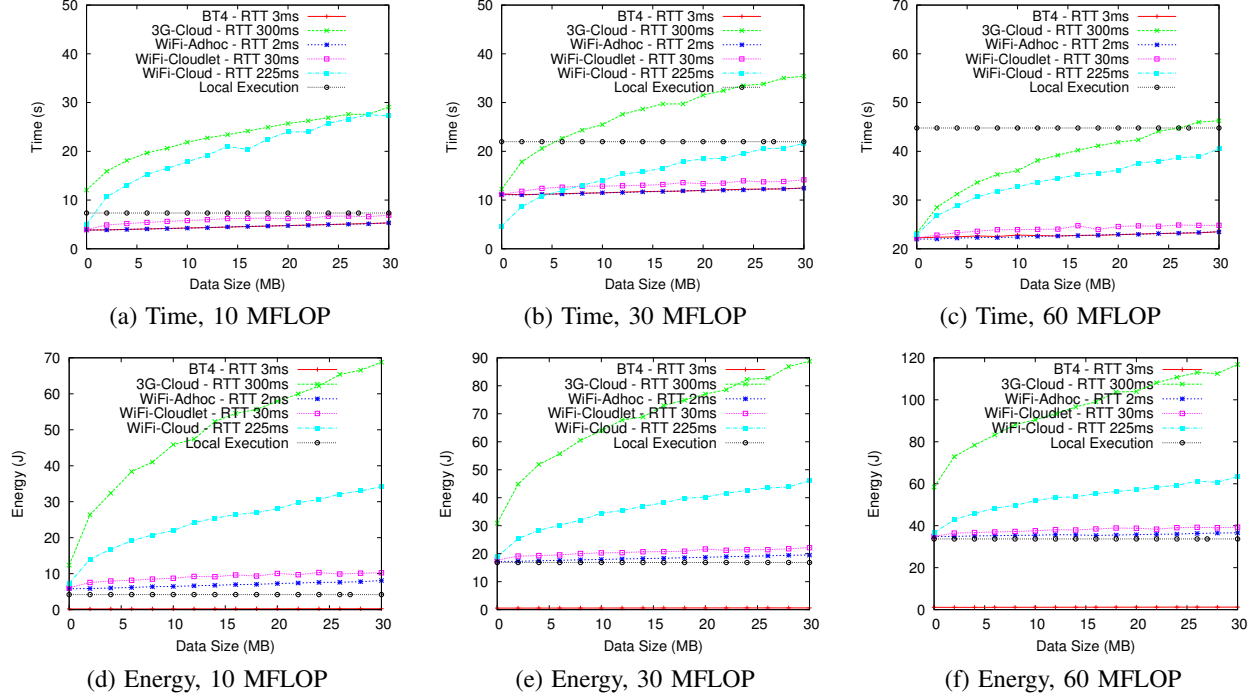 50
40
30
20
10
0
Time (s)
BT4 - RTT 3ms
3G-Cloud - RTT 300ms
WiFi-Adhoc - RTT 2ms
WiFi-Cloudlet - RTT 30ms
WiFi-Cloud - RTT 225ms
Local Execution
0 5 10 15 20 25 30
Data Size (MB)
(a) Time, 10 MFLOP
50
40
30
20
10
0
Time (s)
BT4 - RTT 3ms
3G-Cloud - RTT 300ms
WiFi-Adhoc - RTT 2ms
WiFi-Cloudlet - RTT 30ms
WiFi-Cloud - RTT 225ms
Local Execution
0 5 10 15 20 25 30
Data Size (MB)
(b) Time, 30 MFLOP
70
60
50
40
30
20
Time (s)
BT4 - RTT 3ms
3G-Cloud - RTT 300ms
WiFi-Adhoc - RTT 2ms
WiFi-Cloudlet - RTT 30ms
WiFi-Cloud - RTT 225ms
Local Execution
0 5 10 15 20 25 30
Data Size (MB)
(c) Time, 60 MFLOP
70
60
50
40
30
20
10
0
Energy (J)
BT4 - RTT 3ms
3G-Cloud - RTT 300ms
WiFi-Adhoc - RTT 2ms
WiFi-Cloudlet - RTT 30ms
WiFi-Cloud - RTT 225ms
Local Execution
0 5 10 15 20 25 30
Data Size (MB)
(d) Energy, 10 MFLOP
90
80
70
60
50
40
30
20
10
0
Energy (J)
BT4 - RTT 3ms
3G-Cloud - RTT 300ms
WiFi-Adhoc - RTT 2ms
WiFi-Cloudlet - RTT 30ms
WiFi-Cloud - RTT 225ms
Local Execution
0 5 10 15 20 25 30
Data Size (MB)
(e) Energy, 30 MFLOP
120
100
80
60
40
20
0
Energy (J)
BT4 - RTT 3ms
3G-Cloud - RTT 300ms
WiFi-Adhoc - RTT 2ms
WiFi-Cloudlet - RTT 30ms
WiFi-Cloud - RTT 225ms
Local Execution
0 5 10 15 20 25 30
Data Size (MB)
(f) Energy, 60 MFLOP